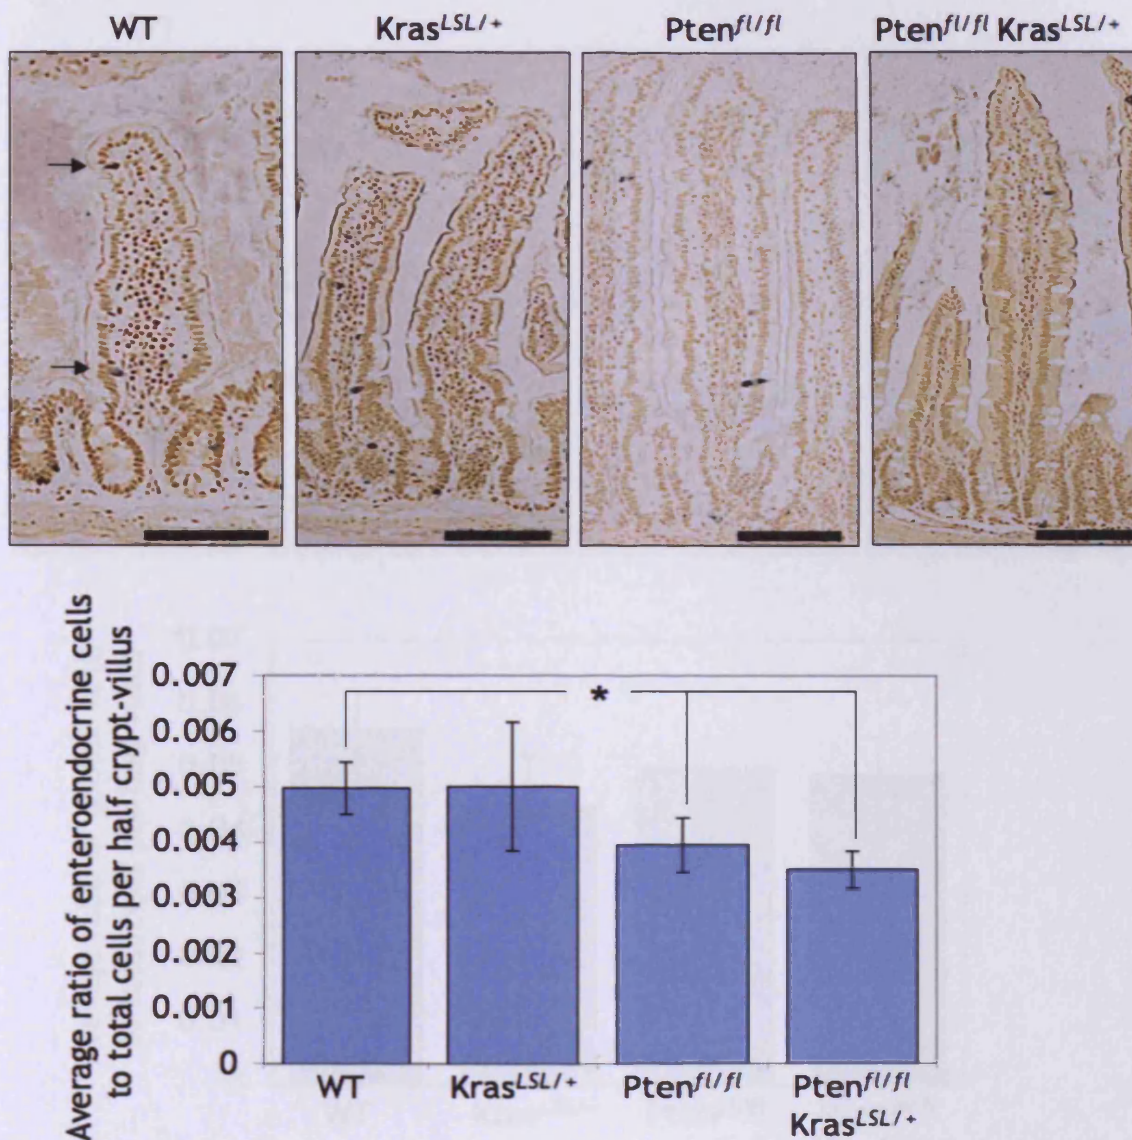 WT
Kras^LSL/+
Pten^fl/fl
Pten^fl/fl Kras^LSL/+
Average ratio of enteroendocrine cells
to total cells per half crypt-villus
0.007
0.006
0.005
0.004
0.003
0.002
0.001
0
*
WT
Kras^LSL/+
Pten^fl/fl
Pten^fl/fl
Kras^LSL/+